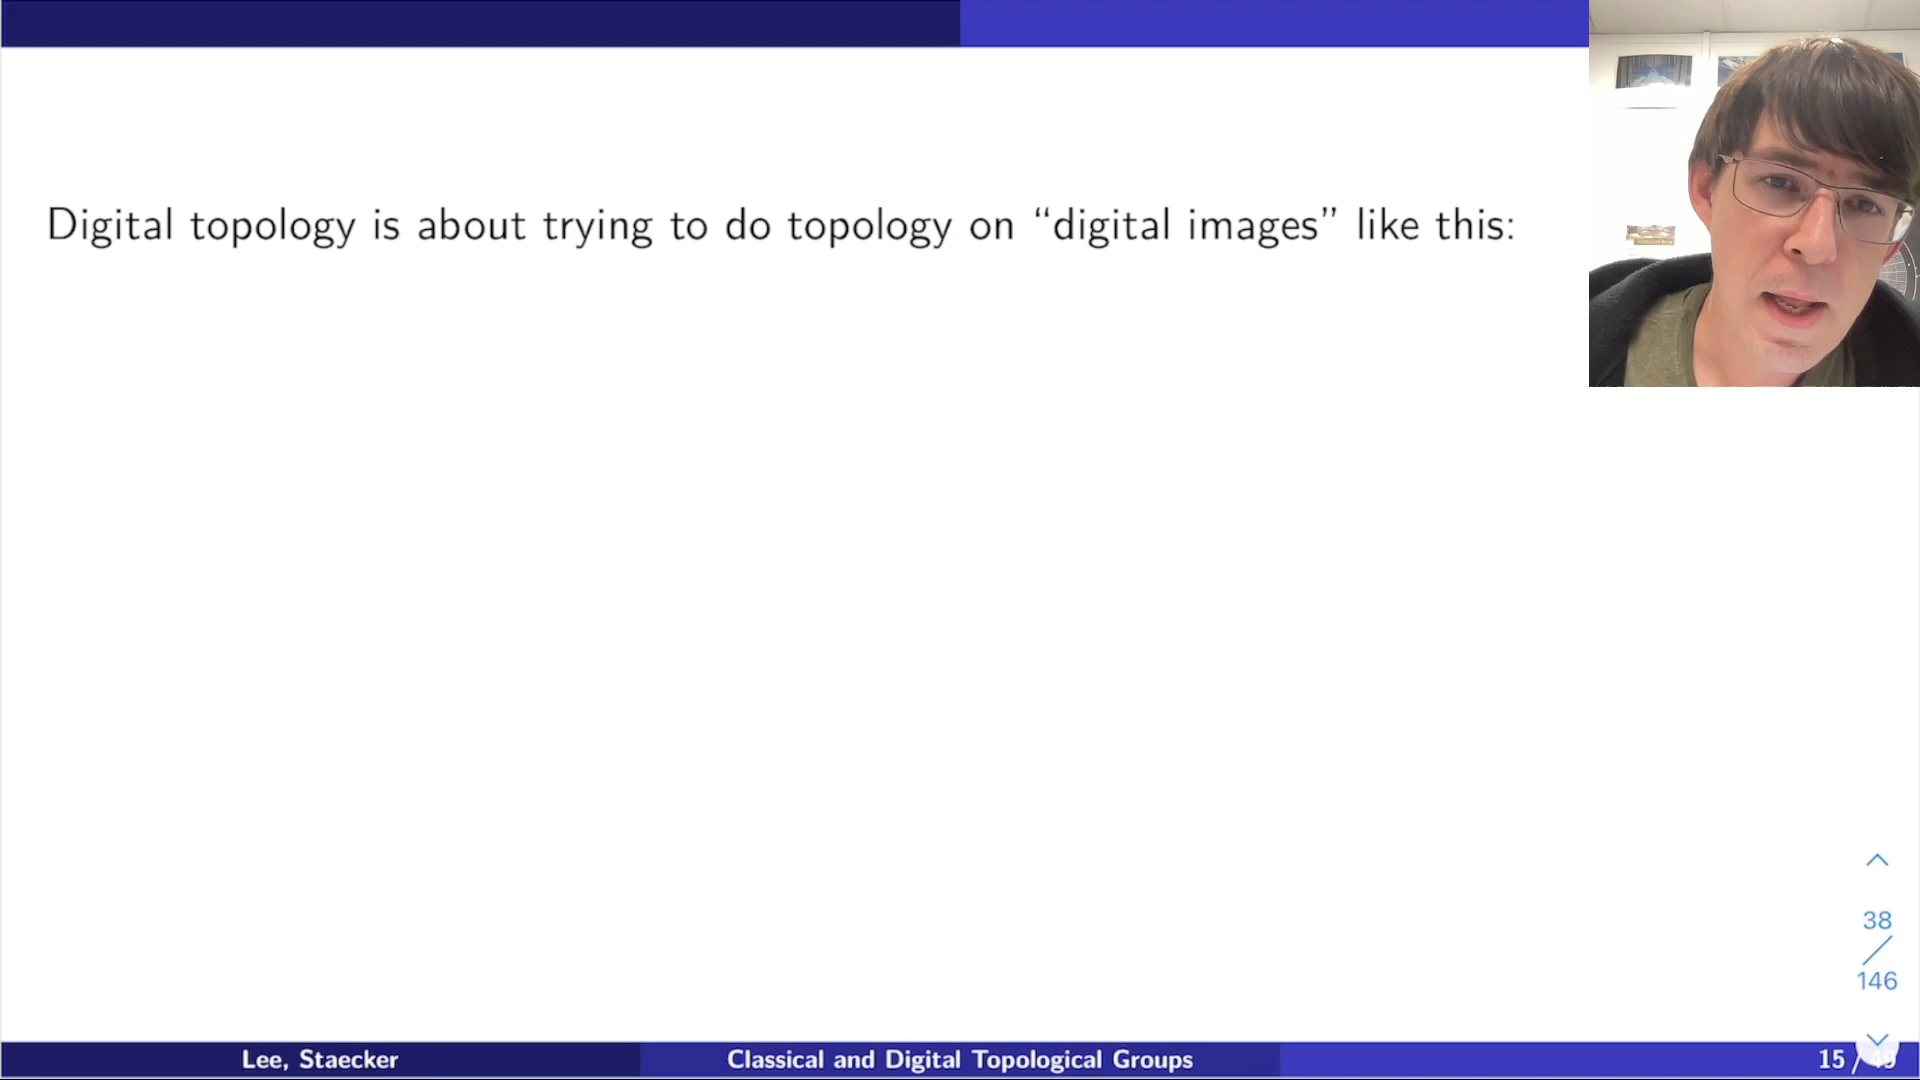 Digital topology is about trying to do topology on “digital images” like this:
38
146
Lee, Staecker
Classical and Digital Topological Groups
15 /